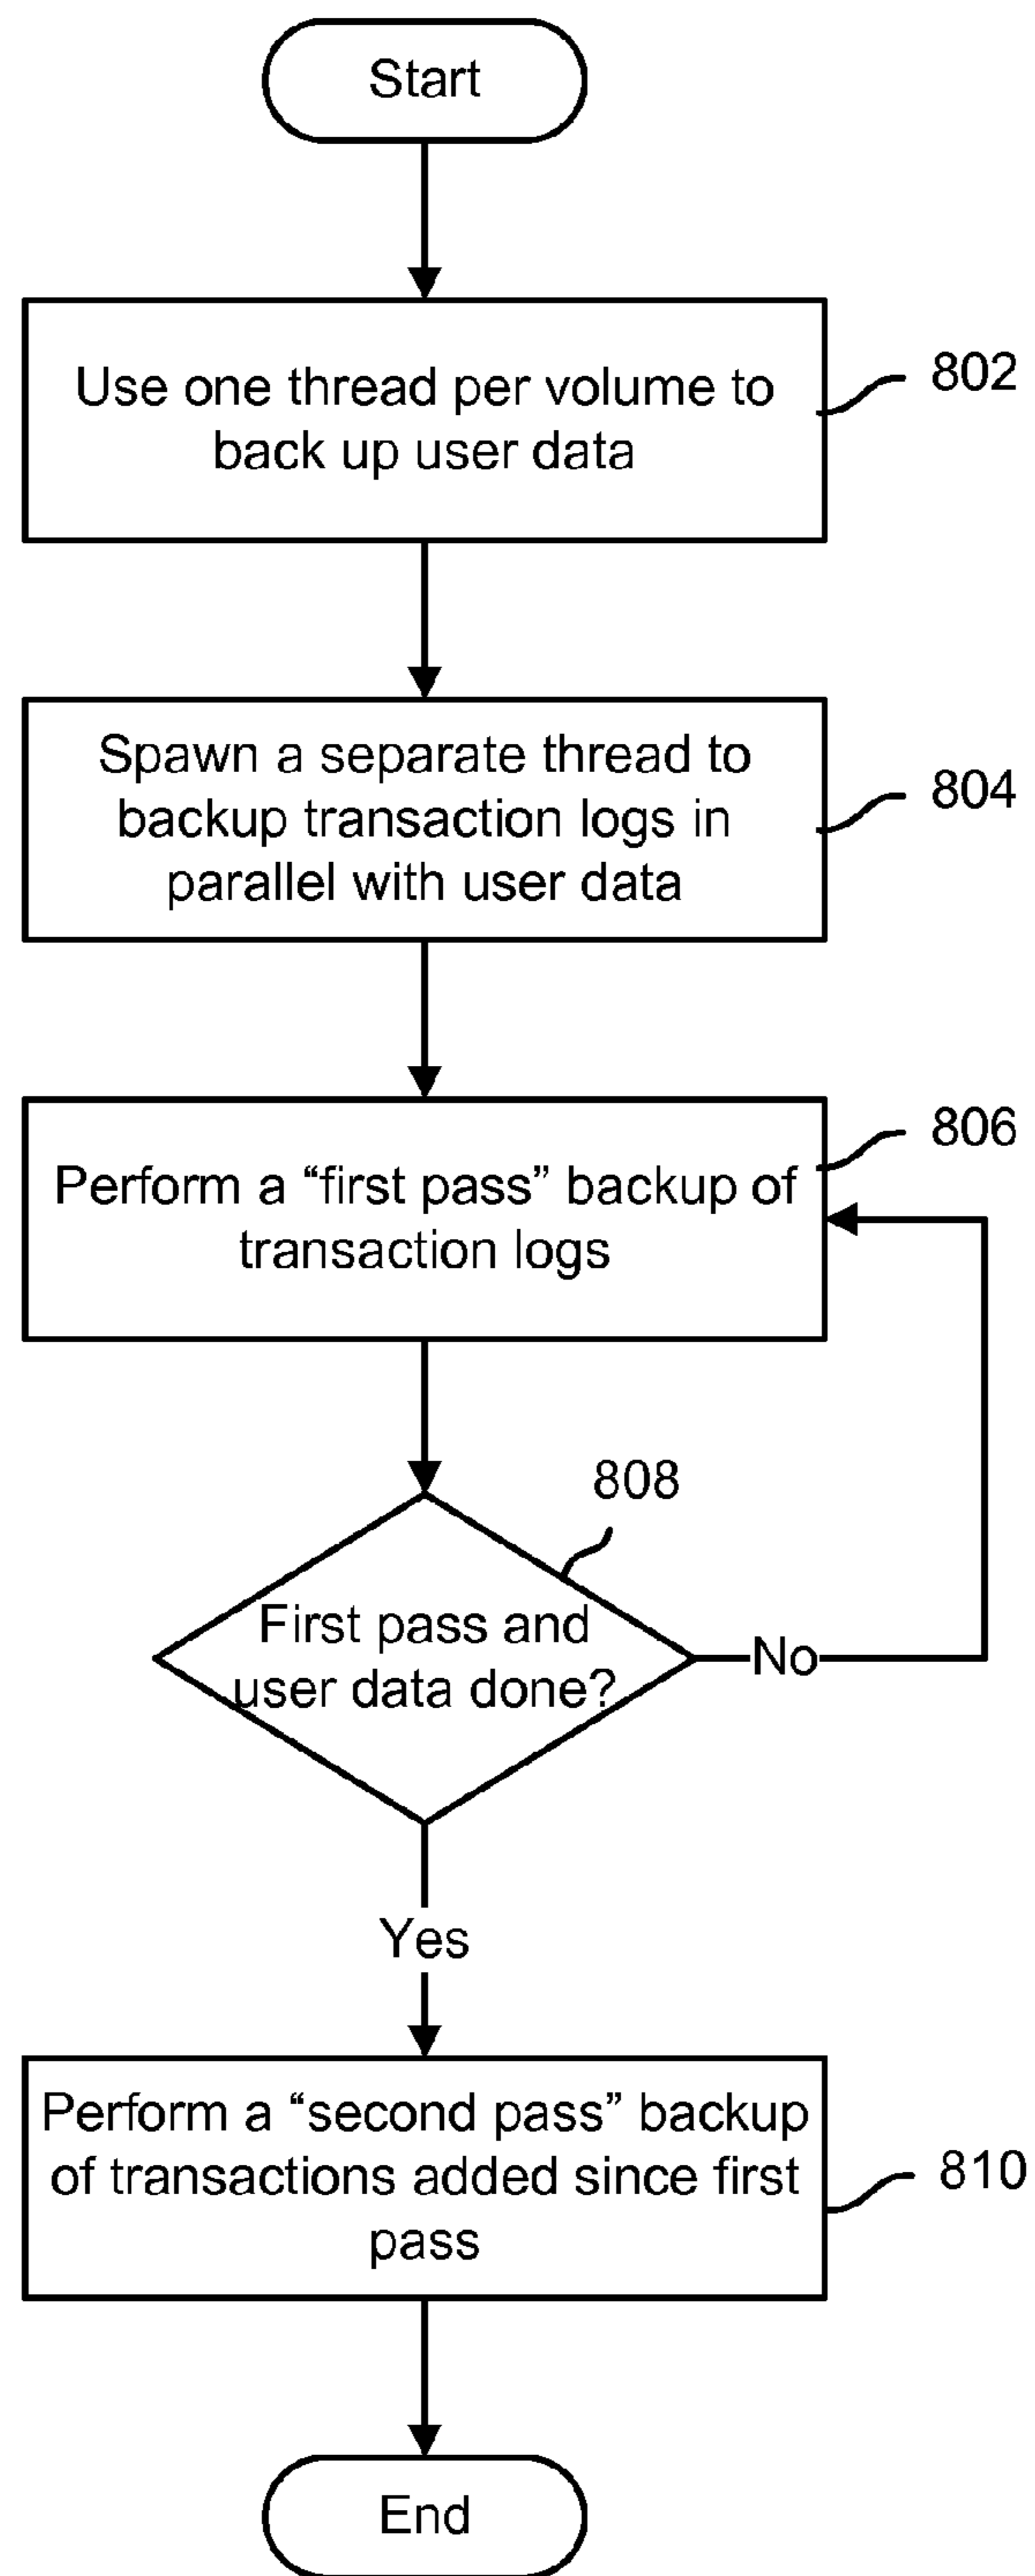 Start
Use one thread per volume to
back up user data
802
Spawn a separate thread to
backup transaction logs in
parallel with user data
804
Perform a “first pass” backup of
transaction logs
806
808
First pass and
user data done?
No
Yes
Perform a “second pass” backup
of transactions added since first
pass
810
End